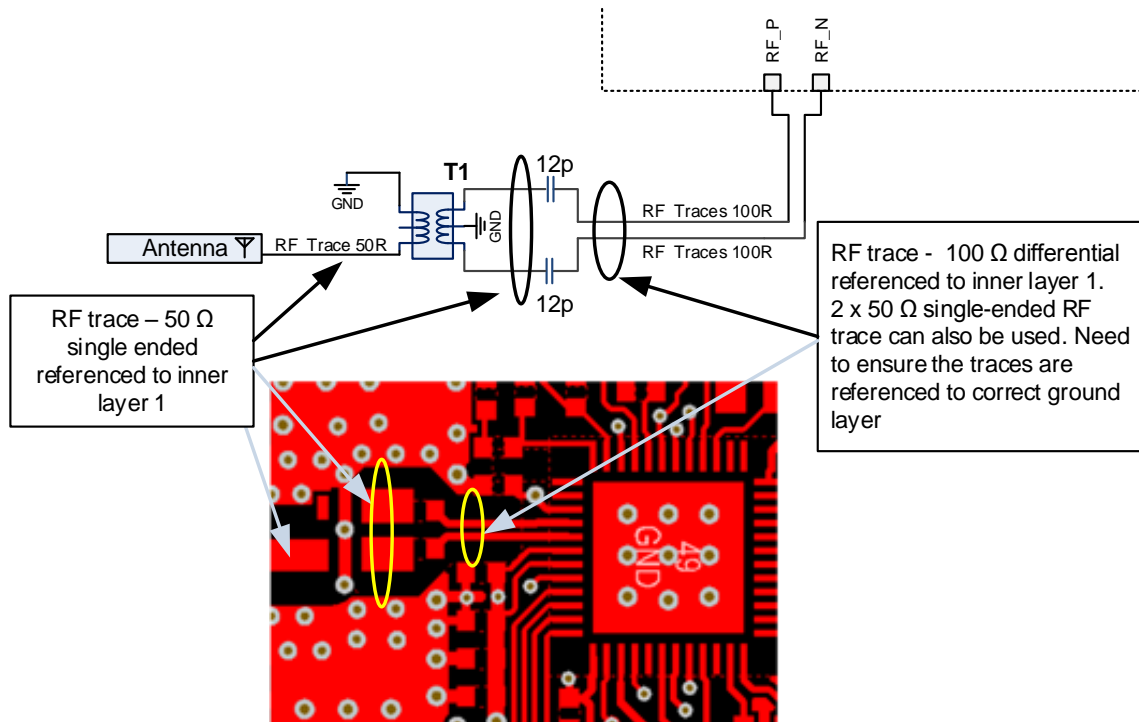 RF_P
RF_N
T1
12p
GND
GND
RF Traces 100R
RF Traces 100R
Antenna
RF Trace 50R
12p
RF trace – 50 Ω
single ended
referenced to inner
layer 1
RF trace - 100 Ω differential
referenced to inner layer 1.
2 x 50 Ω single-ended RF
trace can also be used. Need
to ensure the traces are
referenced to correct ground
layer
49
GND